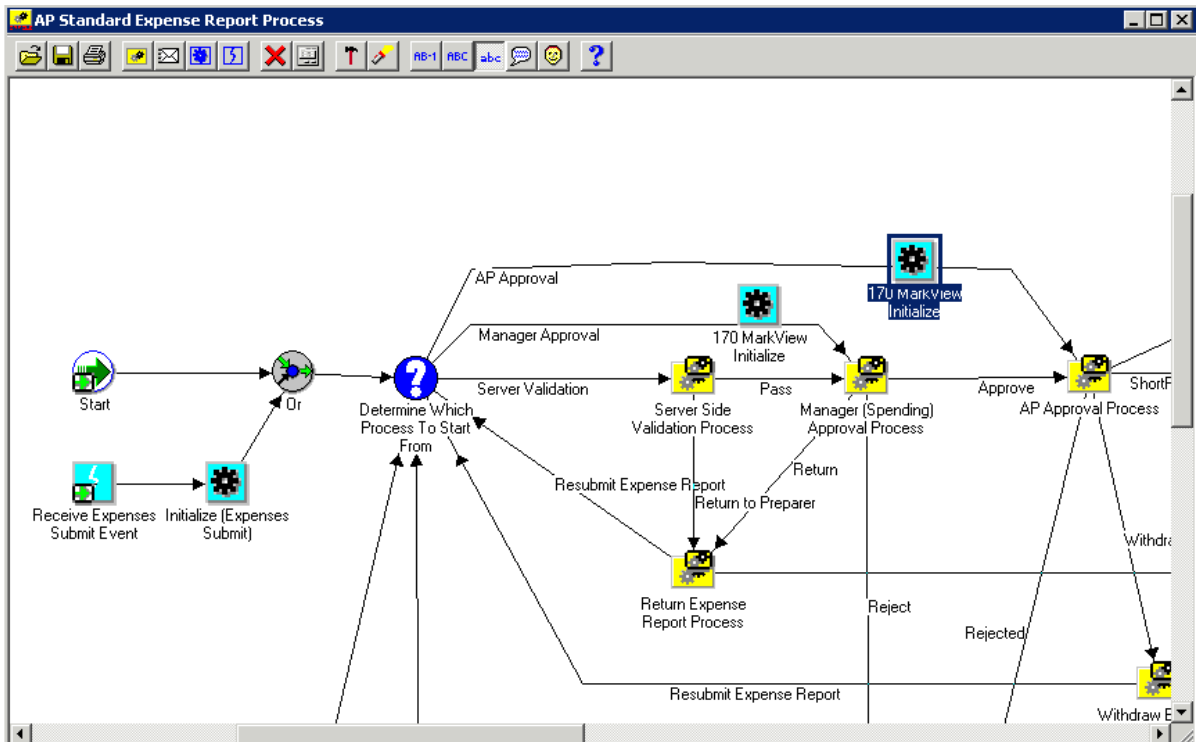 AP Standard Expense Report Process
AB-1 ABC abc
AP Approval
170 MarkView
Initialize
Manager Approval
170 MarkView
Initialize
Start
Or
Server Validation
Pass
Approve
ShortF
Determine Which
Process To Start
From
Server Side
Validation Process
Manager (Spending)
Approval Process
AP Approval Process
Return
Resubmit Expense Report
Return to Preparer
Receive Expenses
Submit Event
Initialize (Expenses
Submit)
Withdra
Return Expense
Report Process
Reject
Rejected
Resubmit Expense Report
Withdraw E